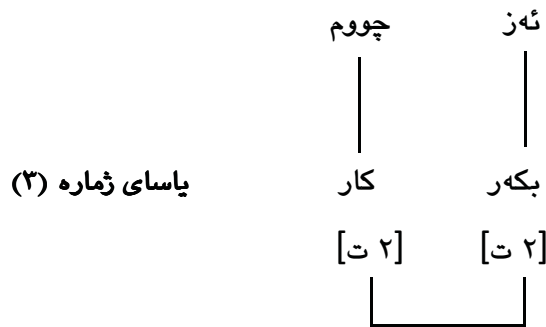 ئەز چووم
بکەر کار یاسای ژمارە (٣)
[٢ ت] [٢ ت]